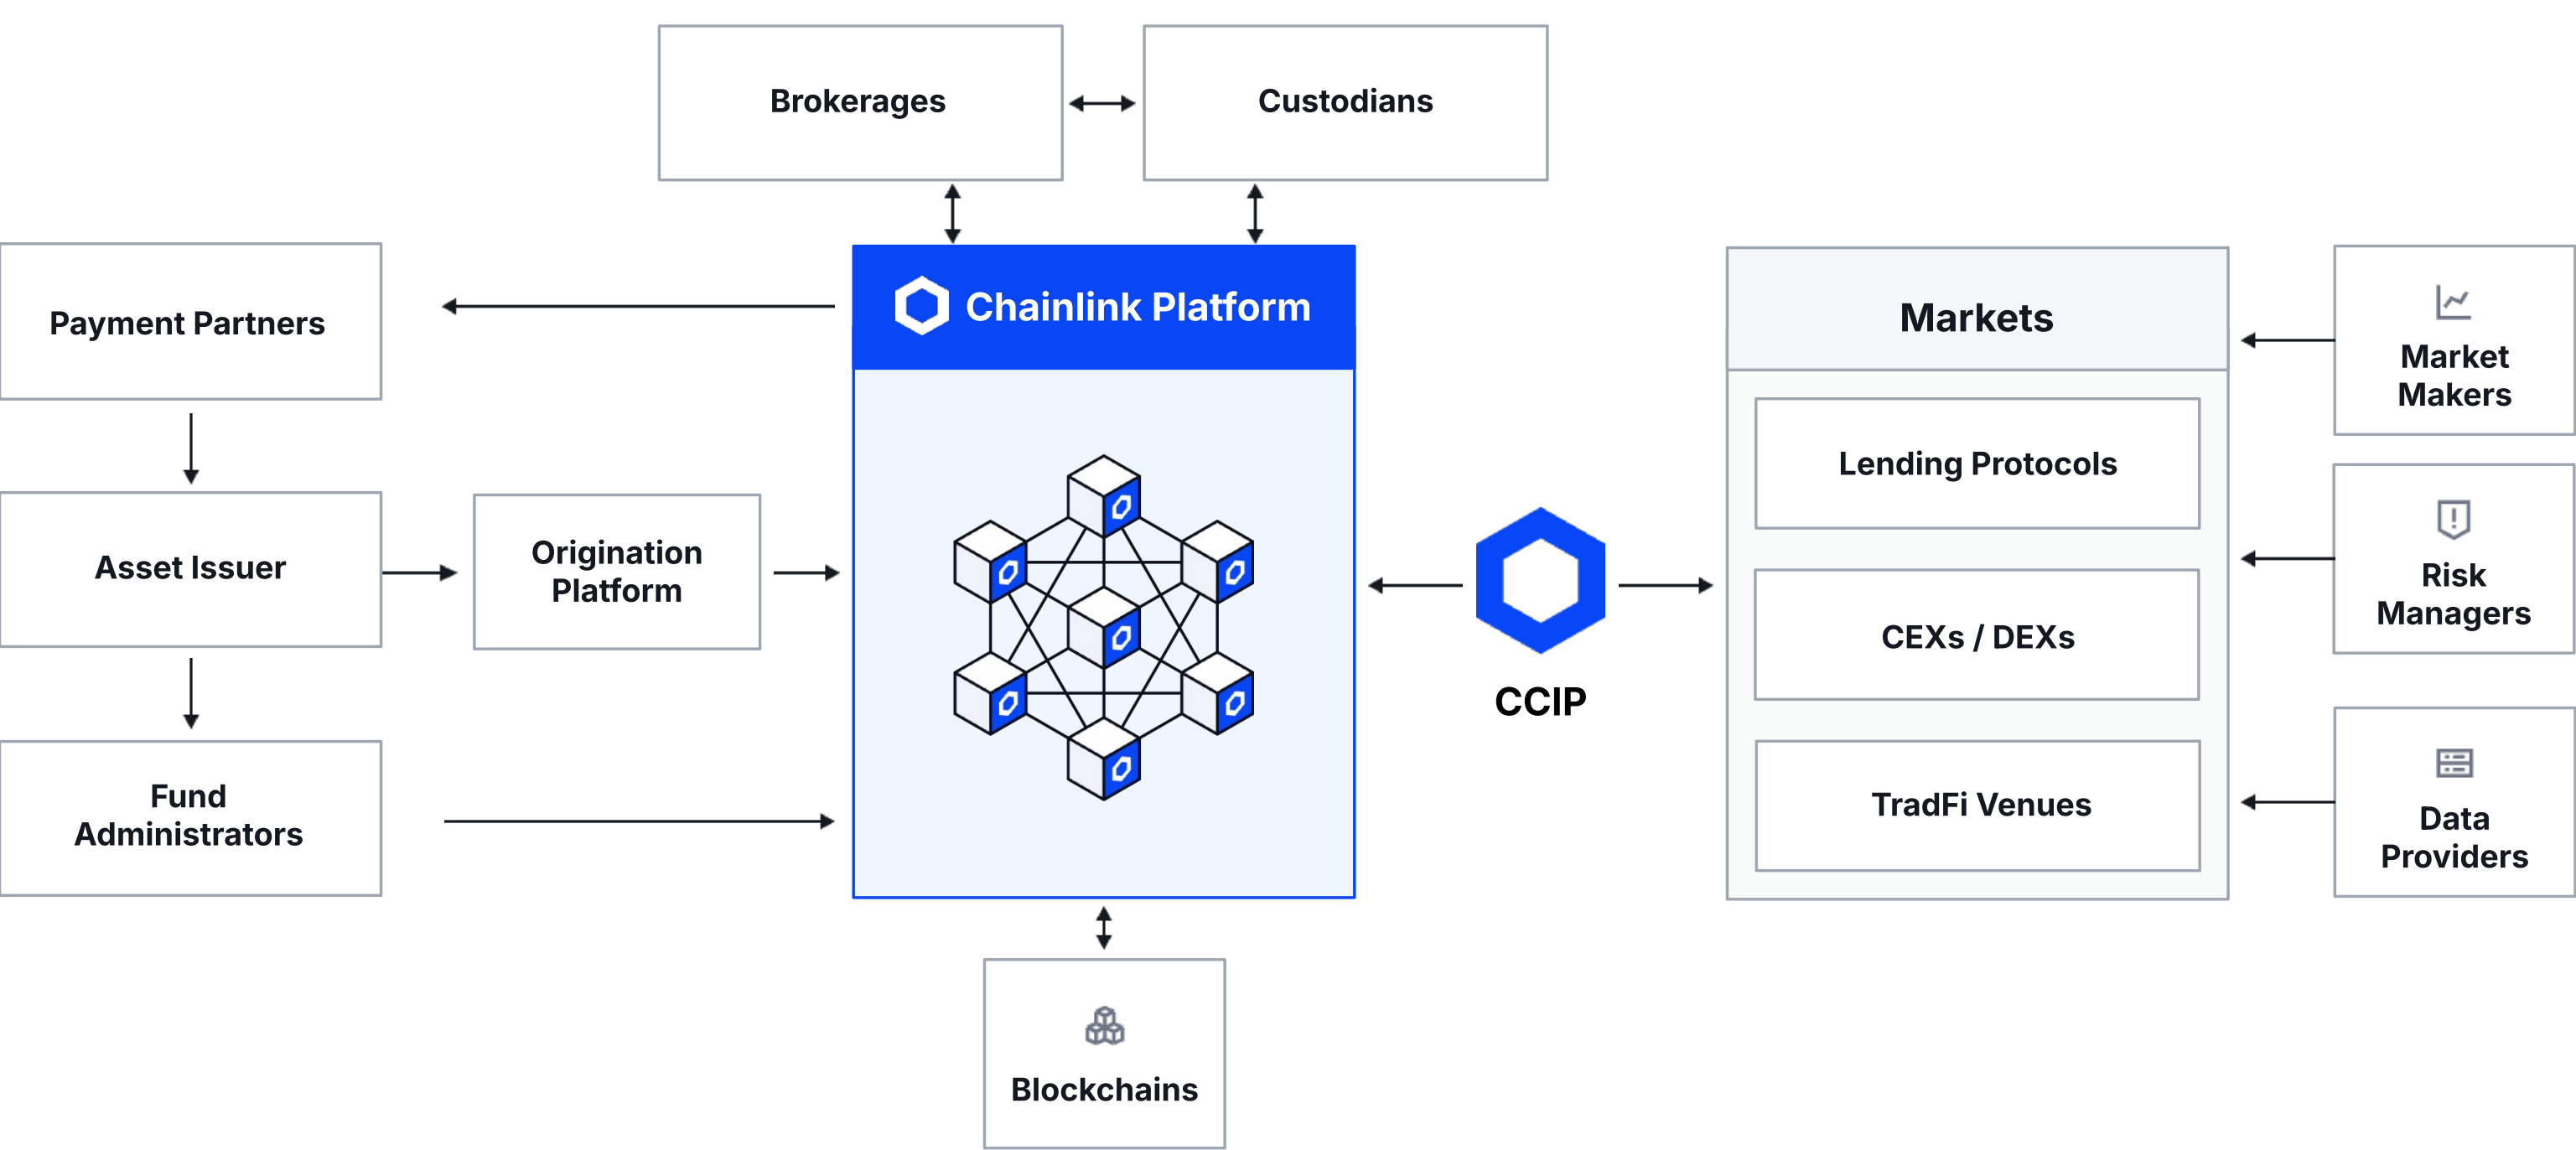 Brokerages
Custodians
Payment Partners
Chainlink Platform
Markets
Market
Makers
Lending Protocols
Asset Issuer
Origination
Platform
Risk
Managers
CEXs / DEXs
CCIP
Fund
Administrators
TradFi Venues
Data
Providers
Blockchains